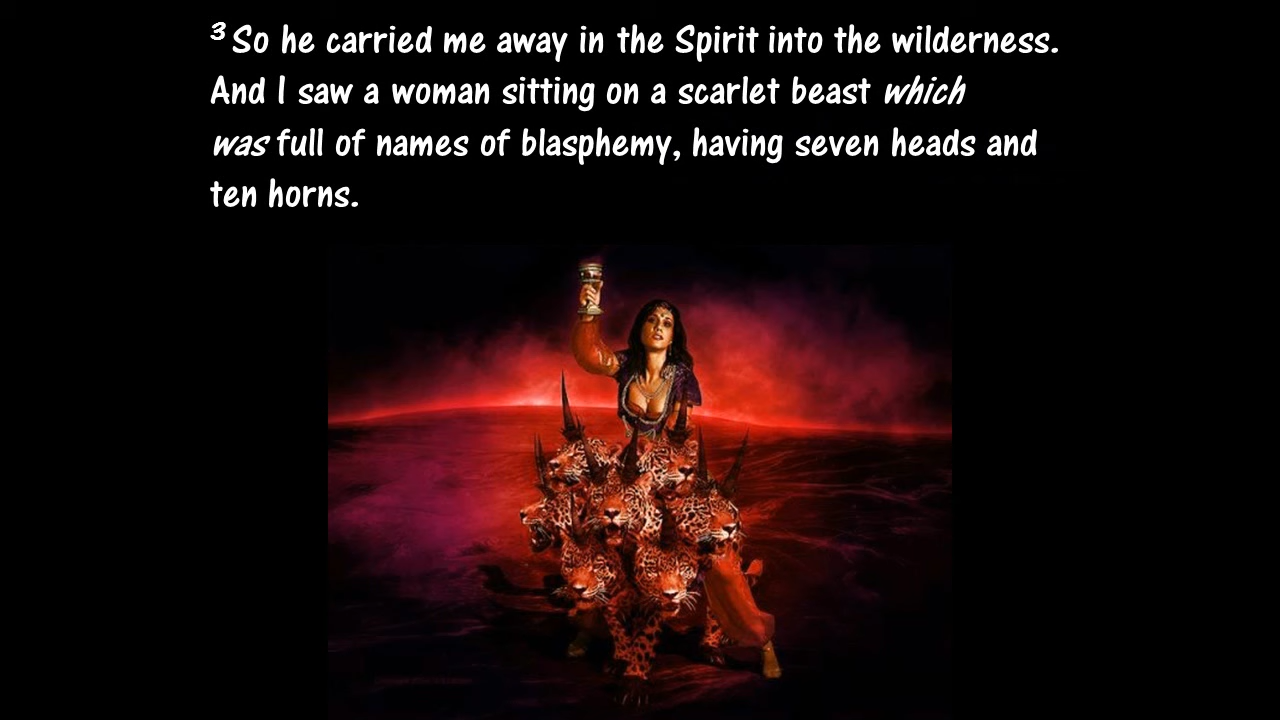 ³ So he carried me away in the Spirit into the wilderness.
And I saw a woman sitting on a scarlet beast which
was full of names of blasphemy, having seven heads and
ten horns.